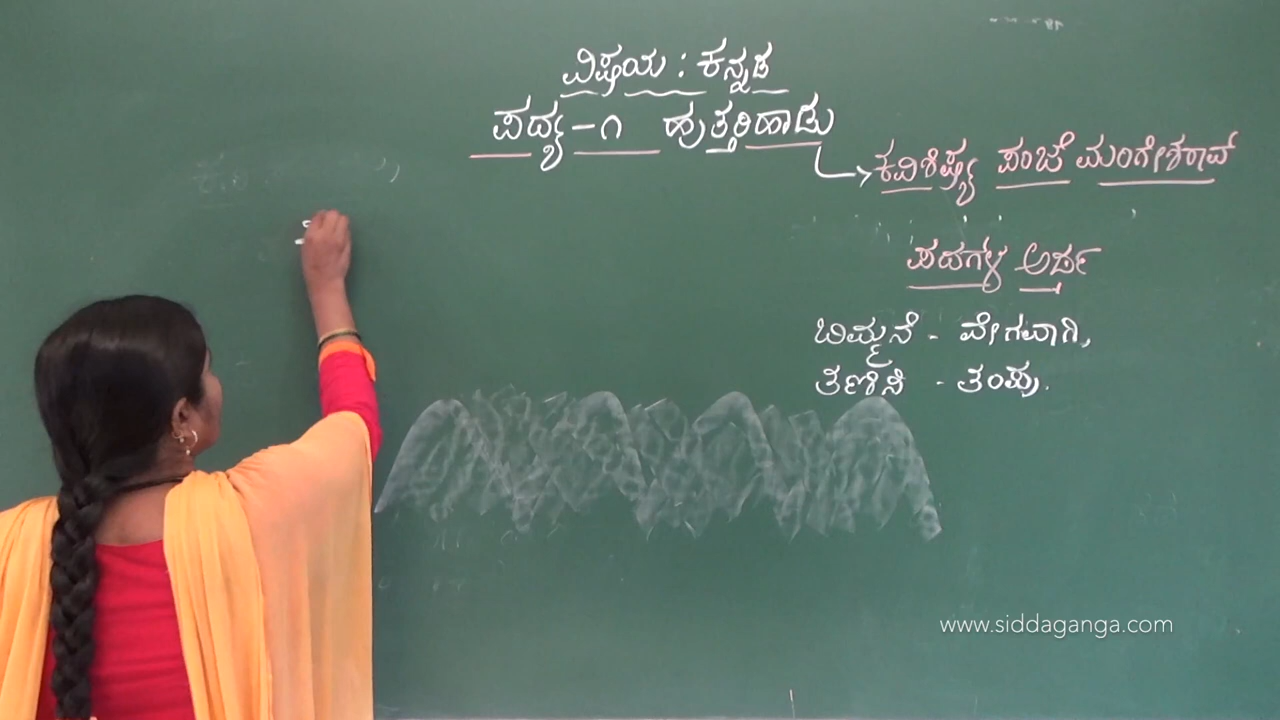 ವಿಷಯ : ಕನ್ನಡ
ಪದ್ಯ - ೧ ಹುತ್ತರಿಹಾಡು
ಕವಿಶಿಷ್ಯ ಪಂಜೆ ಮಂಗೇಶರಾವ್
ಪದಗಳ ಅರ್ಥ
ಬಿಮ್ಮನೆ - ವೇಗವಾಗಿ,
ತಣಿಸಿ - ತಂಪು.
www.siddaganga.com